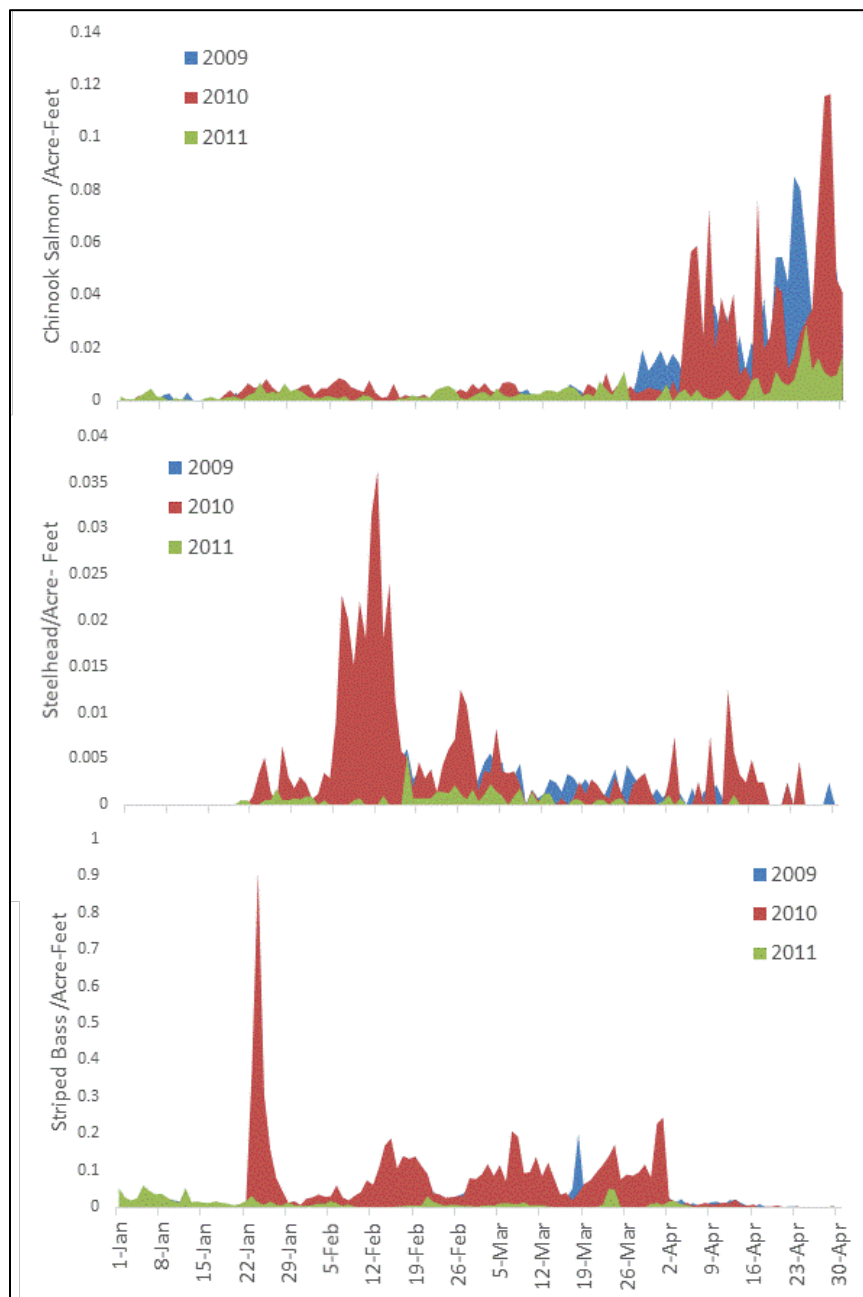 0.14
0.12
0.1
0.08
0.06
0.04
0.02
0
Chinook Salmon /Acre-Feet
2009
2010
2011
0.04
0.035
0.03
0.025
0.02
0.015
0.01
0.005
0
Steelhead/Acre- Feet
2009
2010
2011
1
0.9
0.8
0.7
0.6
0.5
0.4
0.3
0.2
0.1
0
Striped Bass /Acre-Feet
2009
2010
2011
1-Jan
8-Jan
15-Jan
22-Jan
29-Jan
5-Feb
12-Feb
19-Feb
26-Feb
5-Mar
12-Mar
19-Mar
26-Mar
2-Apr
9-Apr
16-Apr
23-Apr
30-Apr